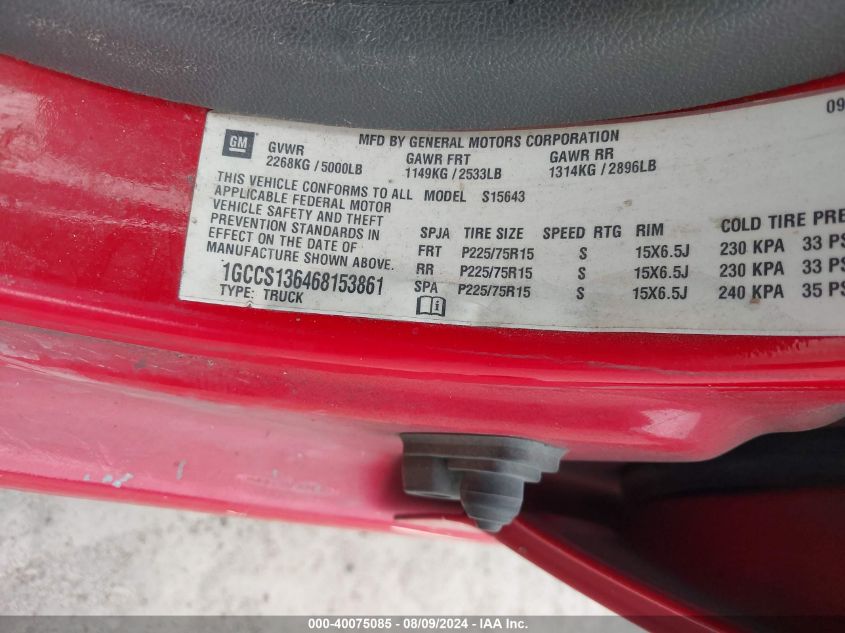 09
GM
MFD BY GENERAL MOTORS CORPORATION
GVWR GAWR FRT GAWR RR
2268KG / 5000LB 1149KG / 2533LB 1314KG / 2896LB
THIS VEHICLE CONFORMS TO ALL MODEL S15643
APPLICABLE FEDERAL MOTOR
VEHICLE SAFETY AND THEFT
PREVENTION STANDARDS IN
EFFECT ON THE DATE OF
MANUFACTURE SHOWN ABOVE.
1GCCS136468153861
TYPE: TRUCK
SPJA TIRE SIZE SPEED RTG RIM COLD TIRE PRE
FRT P225/75R15 S 15X6.5J 230 KPA 33 PS
RR P225/75R15 S 15X6.5J 230 KPA 33 PS
SPA P225/75R15 S 15X6.5J 240 KPA 35 PS
000-40075085 - 08/09/2024 - IAA Inc.